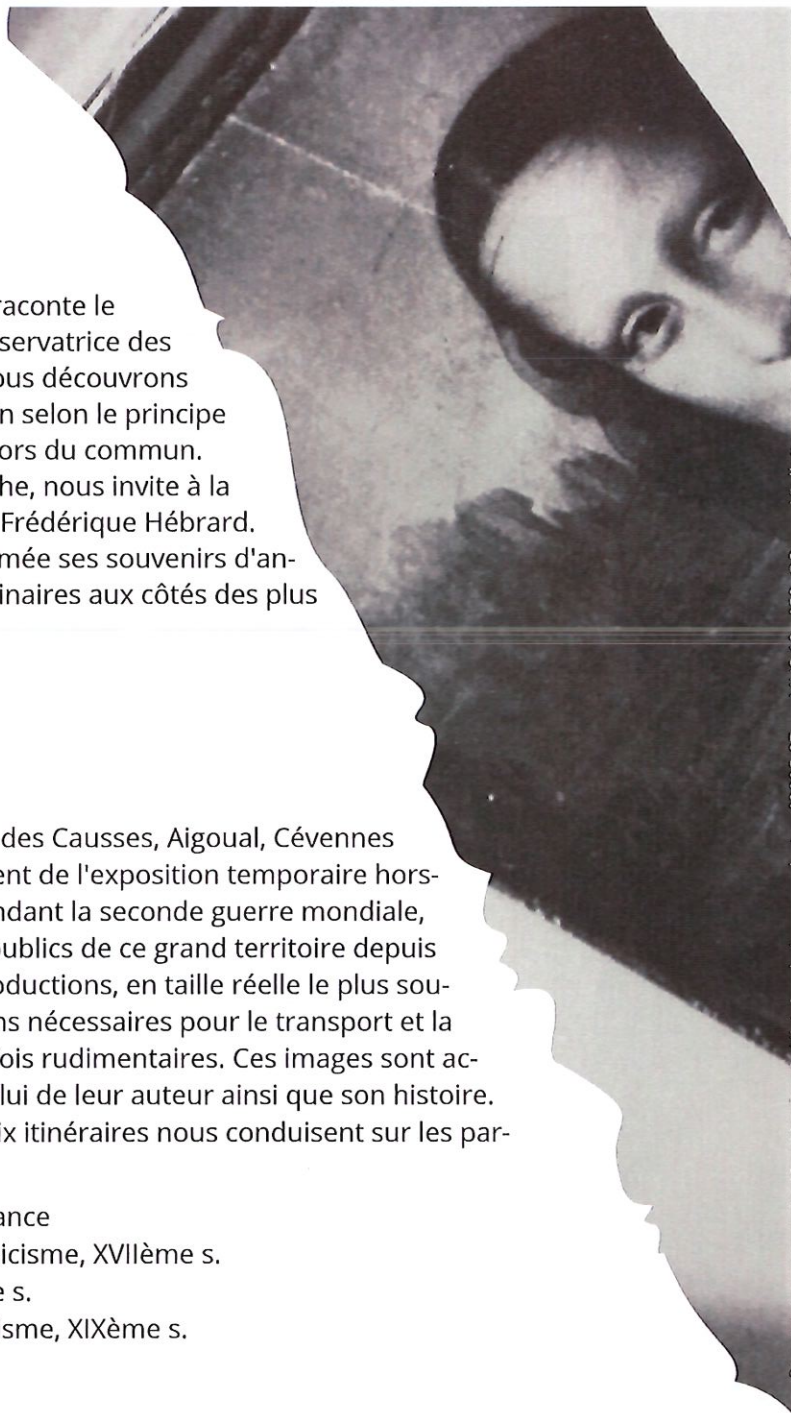 raconte le
servatrice des
ous découvrons
n selon le principe
ors du commun.
he, nous invite à la
Frédérique Hébrard.
mée ses souvenirs d'an-
inaires aux côtés des plus
des Causses, Aigoual, Cévennes
ent de l'exposition temporaire hors-
ndant la seconde guerre mondiale,
publics de ce grand territoire depuis
oductions, en taille réelle le plus sou-
ns nécessaires pour le transport et la
ois rudimentaires. Ces images sont ac-
lui de leur auteur ainsi que son histoire.
ix itinéraires nous conduisent sur les par-
ance
icisme, XVIIème s.
e s.
sme, XIXème s.